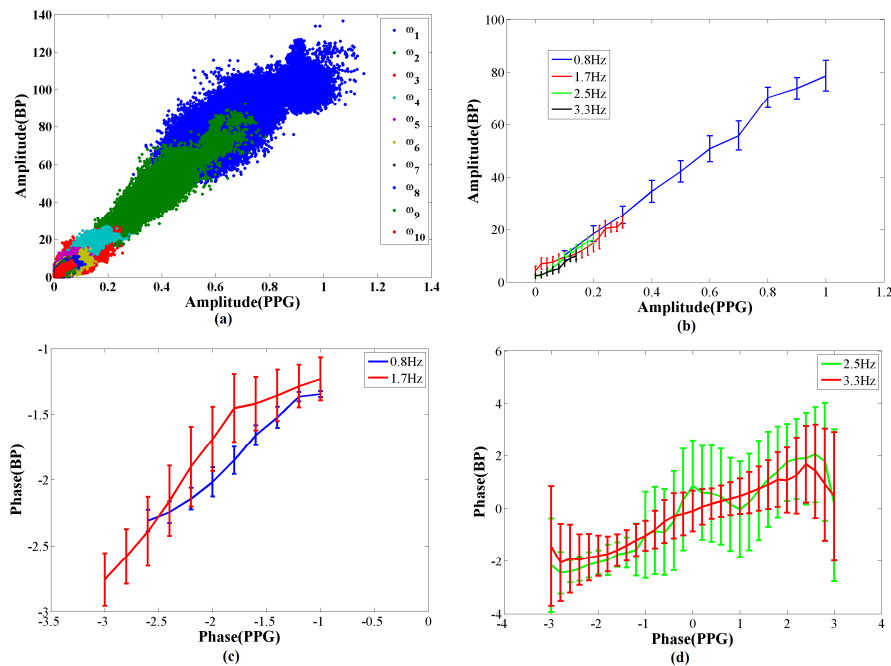 140
120
100
80
60
40
20
0
0
0.2
0.4
0.6
0.8
1
1.2
1.4
Amplitude(BP)
Amplitude(PPG)
ω1
ω2
ω3
ω4
ω5
ω6
ω7
ω8
ω9
ω10
(a)
100
80
60
40
20
0
0
0.2
0.4
0.6
0.8
1
1.2
Amplitude(BP)
Amplitude(PPG)
0.8Hz
1.7Hz
2.5Hz
3.3Hz
(b)
-1
-1.5
-2
-2.5
-3
-3.5
-3
-2.5
-2
-1.5
-1
-0.5
0
Phase(BP)
Phase(PPG)
0.8Hz
1.7Hz
(c)
6
4
2
0
-2
-4
-4
-3
-2
-1
0
1
2
3
4
Phase(BP)
Phase(PPG)
2.5Hz
3.3Hz
(d)